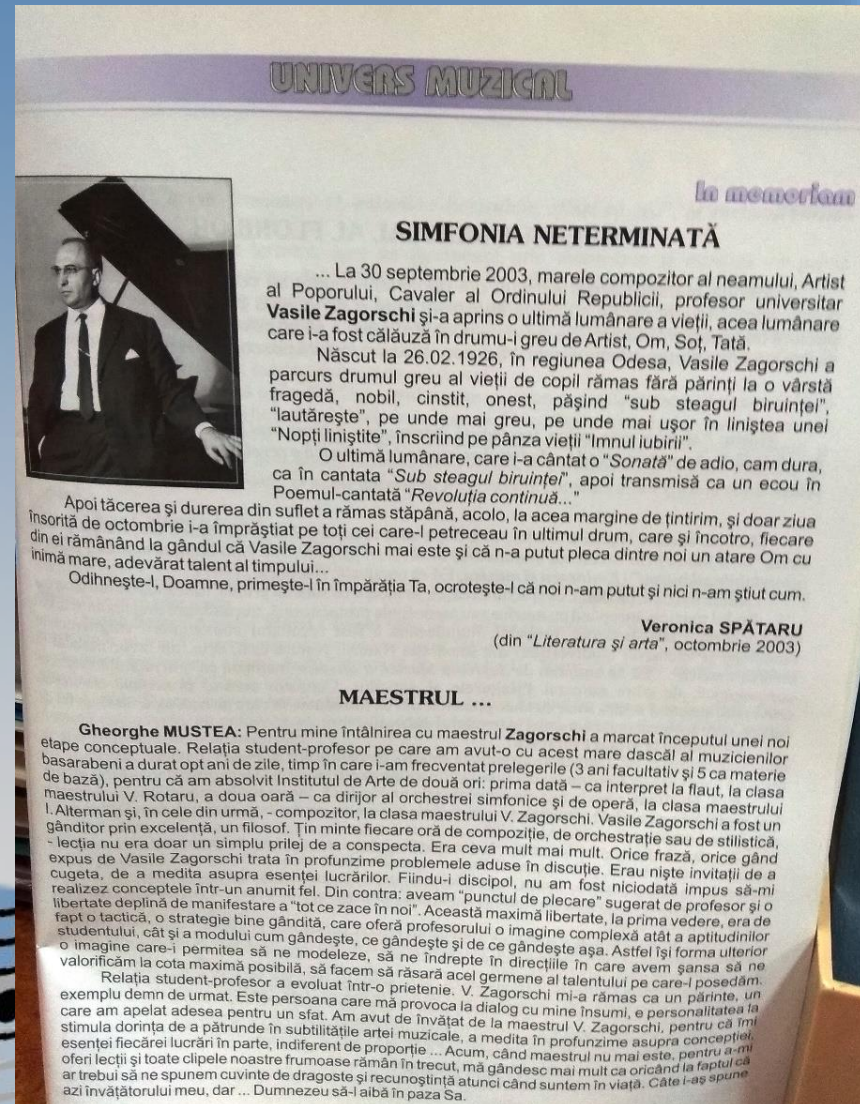 UNIVERS MUZICAL
In memoriam
SIMFONIA NETERMINATĂ
... La 30 septembrie 2003, marele compozitor al neamului, Artist
al Poporului, Cavaler al Ordinului Republicii, profesor universitar
Vasile Zagorschi şi-a aprins o ultimă lumânare a vieţii, acea lumânare
care i-a fost călăuză în drumu-i greu de Artist, Om, Soţ, Tată.
Născut la 26.02.1926, în regiunea Odesa, Vasile Zagorschi a
parcurs drumul greu al vieţii de copil rămas fără părinţi la o vârstă
fragedă, nobil, cinstit, onest, păşind “sub steagul biruinţei”,
“lautăreşte”, pe unde mai greu, pe unde mai uşor în liniştea unei
“Nopţi liniştite”, înscriind pe pânza vieţii “Imnul iubirii”.
O ultimă lumânare, care i-a cântat o “Sonată” de adio, cam dura,
ca în cantata “Sub steagul biruinţei”, apoi transmisă ca un ecou în
Poemul-cantată “Revoluţia continuă...”
Apoi tăcerea şi durerea din suflet a rămas stăpână, acolo, la acea margine de ţintirim, şi doar ziua
însorită de octombrie i-a împrăştiat pe toţi cei care-l petreceau în ultimul drum, care şi încotro, fiecare
din ei rămânând la gândul că Vasile Zagorschi mai este şi că n-a putut pleca dintre noi un atare Om cu
inimă mare, adevărat talent al timpului...
Odihneşte-l, Doamne, primeşte-l în împărăţia Ta, ocroteşte-l că noi n-am putut şi nici n-am ştiut cum.
Veronica SPĂTARU
(din “Literatura şi arta”, octombrie 2003)
MAESTRUL ...
Gheorghe MUSTEA: Pentru mine întâlnirea cu maestrul Zagorschi a marcat începutul unei noi
etape conceptuale. Relaţia student-profesor pe care am avut-o cu acest mare dascăl al muzicienilor
basarabeni a durat opt ani de zile, timp în care i-am frecventat prelegerile (3 ani facultativ şi 5 ca materie
de bază), pentru că am absolvit Institutul de Arte de două ori: prima dată – ca interpret la flaut, la clasa
maestrului V. Rotaru, a doua oară – ca dirijor al orchestrei simfonice şi de operă, la clasa maestrului
I. Alterman şi, în cele din urmă, - compozitor, la clasa maestrului V. Zagorschi. Vasile Zagorschi a fost un
gânditor prin excelenţă, un filosof. Ţin minte fiecare oră de compoziţie, de orchestraţie sau de stilistică,
- lecţia nu era doar un simplu prilej de a conspecta. Era ceva mult mai mult. Orice frază, orice gând
expus de Vasile Zagorschi trata în profunzime problemele aduse în discuţie. Erau nişte invitaţii de a
cugeta, de a medita asupra esenţei lucrărilor. Fiindu-i discipol, nu am fost niciodată impus să-mi
realizez conceptele într-un anumit fel. Din contra: aveam “punctul de plecare” sugerat de profesor şi o
libertate deplină de manifestare a “tot ce zace în noi”. Această maximă libertate, la prima vedere, era de
fapt o tactică, o strategie bine gândită, care oferă profesorului o imagine complexă atât a aptitudinilor
studentului, cât şi a modului cum gândeşte, ce gândeşte şi de ce gândeşte aşa. Astfel îşi forma ulterior
o imagine care-i permitea să ne modeleze, să ne îndrepte în direcţiile în care avem şansa să ne
valorificăm la cota maximă posibilă, să facem să răsară acel germene al talentului pe care-l posedăm.
Relaţia student-profesor a evoluat într-o prietenie. V. Zagorschi mi-a rămas ca un părinte, un
exemplu demn de urmat. Este persoana care mă provoca la dialog cu mine însumi, e personalitatea la
care am apelat adesea pentru un sfat. Am avut de învăţat de la maestrul V. Zagorschi, pentru că îmi
stimula dorinţa de a pătrunde în subtilităţile artei muzicale, a medita în profunzime asupra concepţiei,
esenţei fiecărei lucrări în parte, indiferent de proporţie ... Acum, când maestrul nu mai este, pentru a-mi
oferi lecţii şi toate clipele noastre frumoase rămân în trecut, mă gândesc mai mult ca oricând la faptul că
ar trebui să ne spunem cuvinte de dragoste şi recunoştinţă atunci când suntem în viaţă. Câte i-aş spune
azi învăţătorului meu, dar ... Dumnezeu să-l aibă în paza Sa.